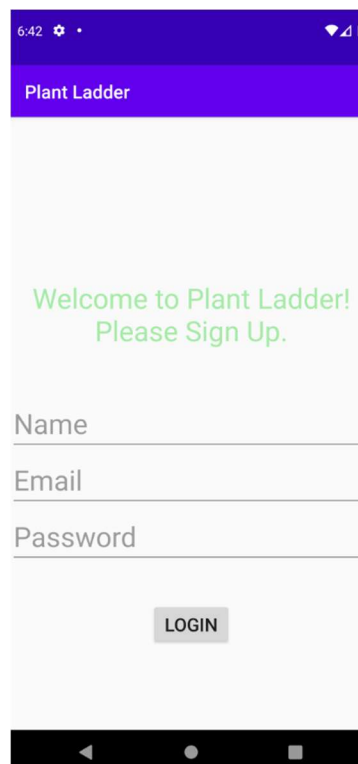 6:42
Plant Ladder
Welcome to Plant Ladder!
Please Sign Up.
Name
Email
Password
LOGIN